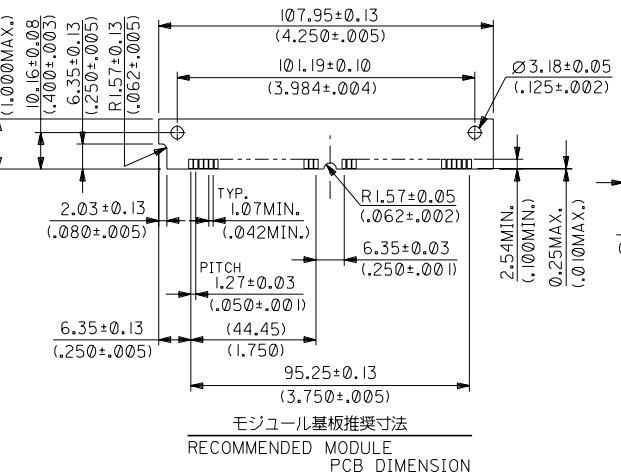 107.95±0.13
(4.250±.005)
101.19±0.10
(3.984±.004)
Ø3.18±0.05
(.125±.002)
(1.000MAX.)
10.16±0.08
(.400±.003)
6.35±0.13
(.250±.005)
R1.57±0.13
(.062±.005)
2.03±0.13
(.080±.005)
TYP.
1.07MIN.
(.042MIN.)
R1.57±0.05
(.062±.002)
6.35±0.03
(.250±.001)
2.54MIN.
(.100MIN.)
0.25MAX.
(.010MAX.)
PITCH
1.27±0.03
(.050±.001)
6.35±0.13
(.250±.005)
(44.45)
(1.750)
95.25±0.13
(3.750±.005)
モジュール基板推奨寸法
RECOMMENDED MODULE
PCB DIMENSION